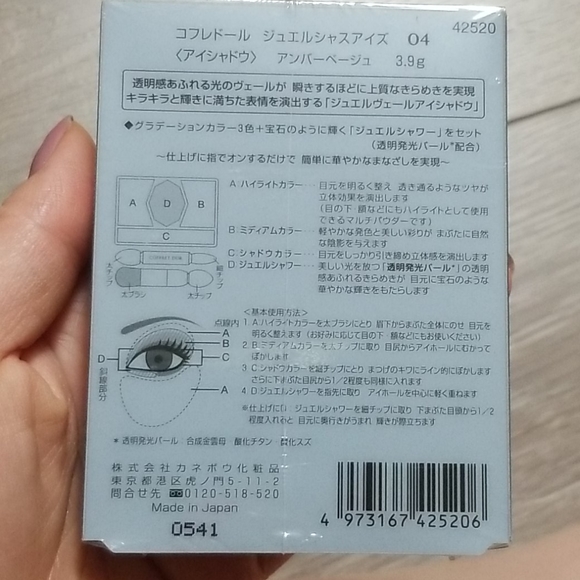 42520
コフレドール ジュエルシャスアイズ 04
〈アイシャドウ〉 アンバーベージュ 3.9g
透明感あふれる光のヴェールが 瞬きするほどに上質なきらめきを実現
キラキラと輝きに満ちた表情を演出する「ジュエルヴェールアイシャドウ」
◆グラデーションカラー3色+宝石のように輝く「ジュエルシャワー」をセット
(透明発光パール*配合)
〜仕上げに指でオンするだけで 簡単に華やかなまなざしを実現〜
A D B
C
太チップ 細チップ
太ブラシ 太チップ
A ハイライトカラー… 目元を明るく整え 透き通るようなツヤが
立体効果を演出します
(目の下・額などにもハイライトとして使用
できるマルチパウダーです)
B ミディアムカラー… 軽やかな発色と美しい彩りが まぶたに自然
な陰影を与えます
C シャドウカラー… 目元をしっかり引き締め立体感を演出します
D ジュエルシャワー… 美しい光を放つ「透明発光パール*」の透明
感あふれるきらめきが 目元に宝石のような
華やかな輝きをもたらします
<基本使用方法>
点線内
A
B
C
D
斜線部分
A
1. A ハイライトカラーを太ブラシにとり 眉下からまぶた全体にのせ 目元を
明るく整えます(お好みに応じて目の下・額などにもお使いください)
2. B ミディアムカラーを太チップに取り 目尻からアイホールにむかって
ぼかします
3. C シャドウカラーを細チップにとり まつげのキワにライン的にぼかします
さらに下まぶた目尻から1/2程度も同様に入れます
4. D ジュエルシャワーを指先に取り アイホールを中心に軽く重ねます
※仕上げに ジュエルシャワーを細チップに取り 下まぶた目頭から1/2
程度入れると 目元に奥行きがうまれ 輝きが際立ちます
* 透明発光パール:合成金雲母・酸化チタン・酸化スズ
株式会社カネボウ化粧品
東京都港区虎ノ門5-11-2
問合せ先 0120-518-520
Made in Japan
0541
4 973167 425206